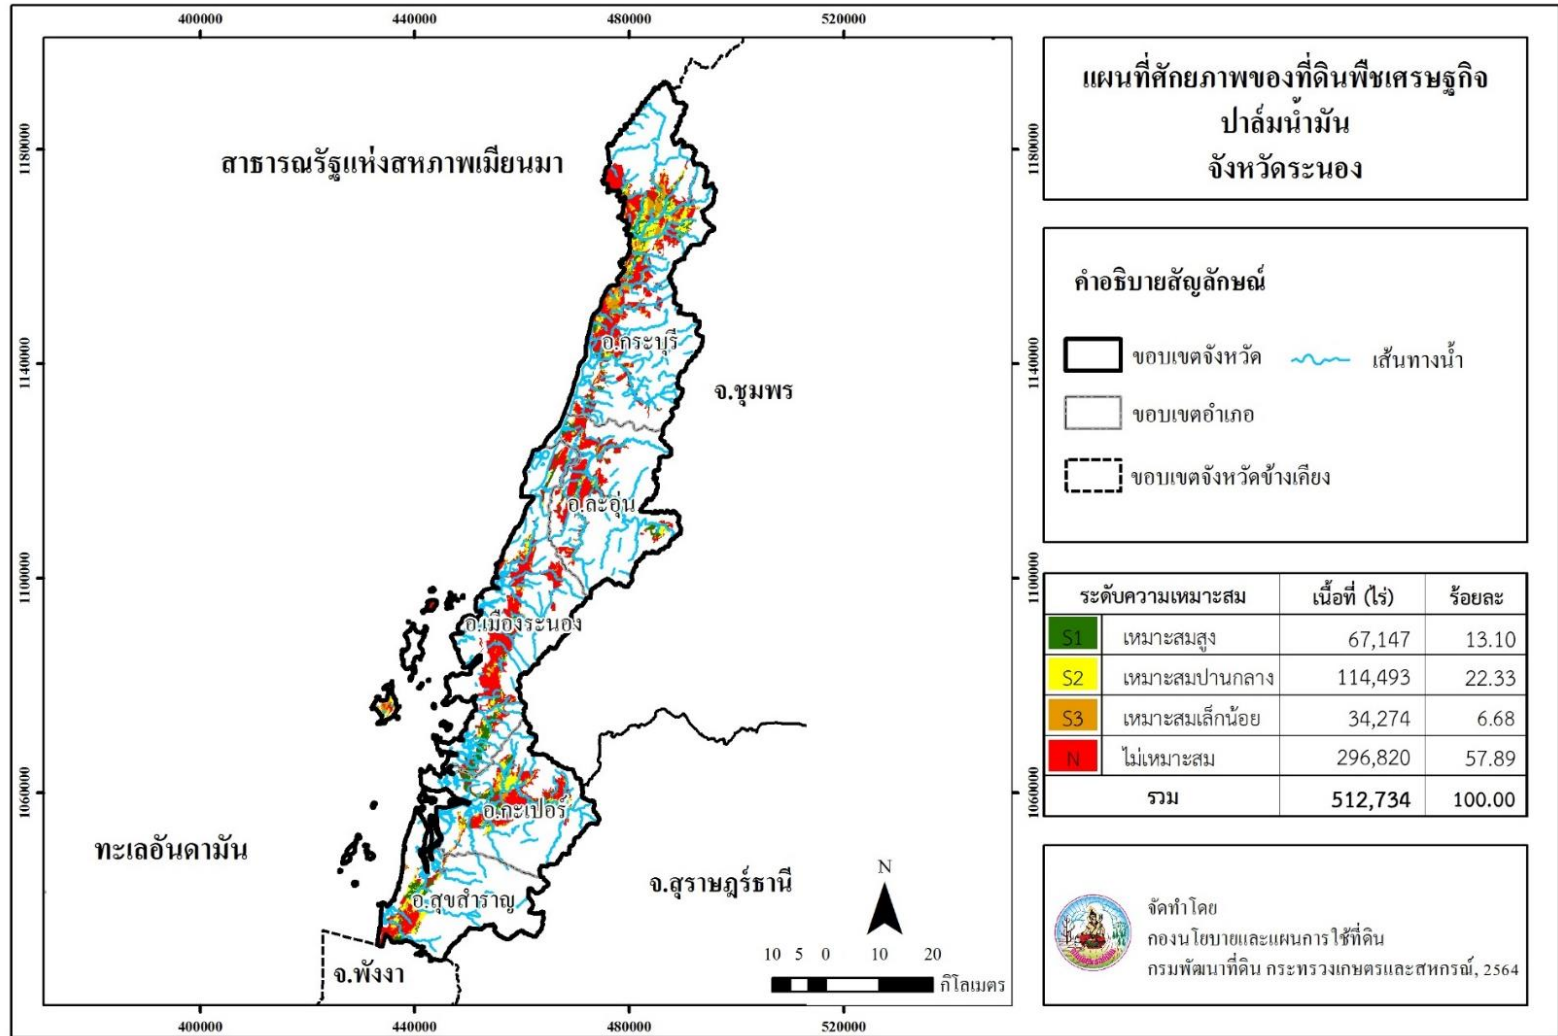 400000 440000 480000 520000
แผนที่ศักยภาพของที่ดินพืชเศรษฐกิจ
ปาล์มน้ำมัน
จังหวัดระนอง
1180000 1180000
สาธารณรัฐแห่งสหภาพเมียนมา
คำอธิบายสัญลักษณ์
ขอบเขตจังหวัด เส้นทางน้ำ
ขอบเขตอำเภอ
ขอบเขตจังหวัดข้างเคียง
อ.กระบุรี
1140000 1140000
จ.ชุมพร
อ.ละอุ่น
1100000 1100000
อ.เมืองระนอง
ระดับความเหมาะสม เนื้อที่ (ไร่) ร้อยละ
S1 เหมาะสมสูง 67,147 13.10
S2 เหมาะสมปานกลาง 114,493 22.33
S3 เหมาะสมเล็กน้อย 34,274 6.68
N ไม่เหมาะสม 296,820 57.89
รวม 512,734 100.00
1060000 1060000
อ.กะเปอร์
ทะเลอันดามัน
จ.สุราษฎร์ธานี
อ.สุขสำราญ
จ.พังงา
N
10 5 0 10 20
กิโลเมตร
จัดทำโดย
กองนโยบายและแผนการใช้ที่ดิน
กรมพัฒนาที่ดิน กระทรวงเกษตรและสหกรณ์, 2564
400000 440000 480000 520000